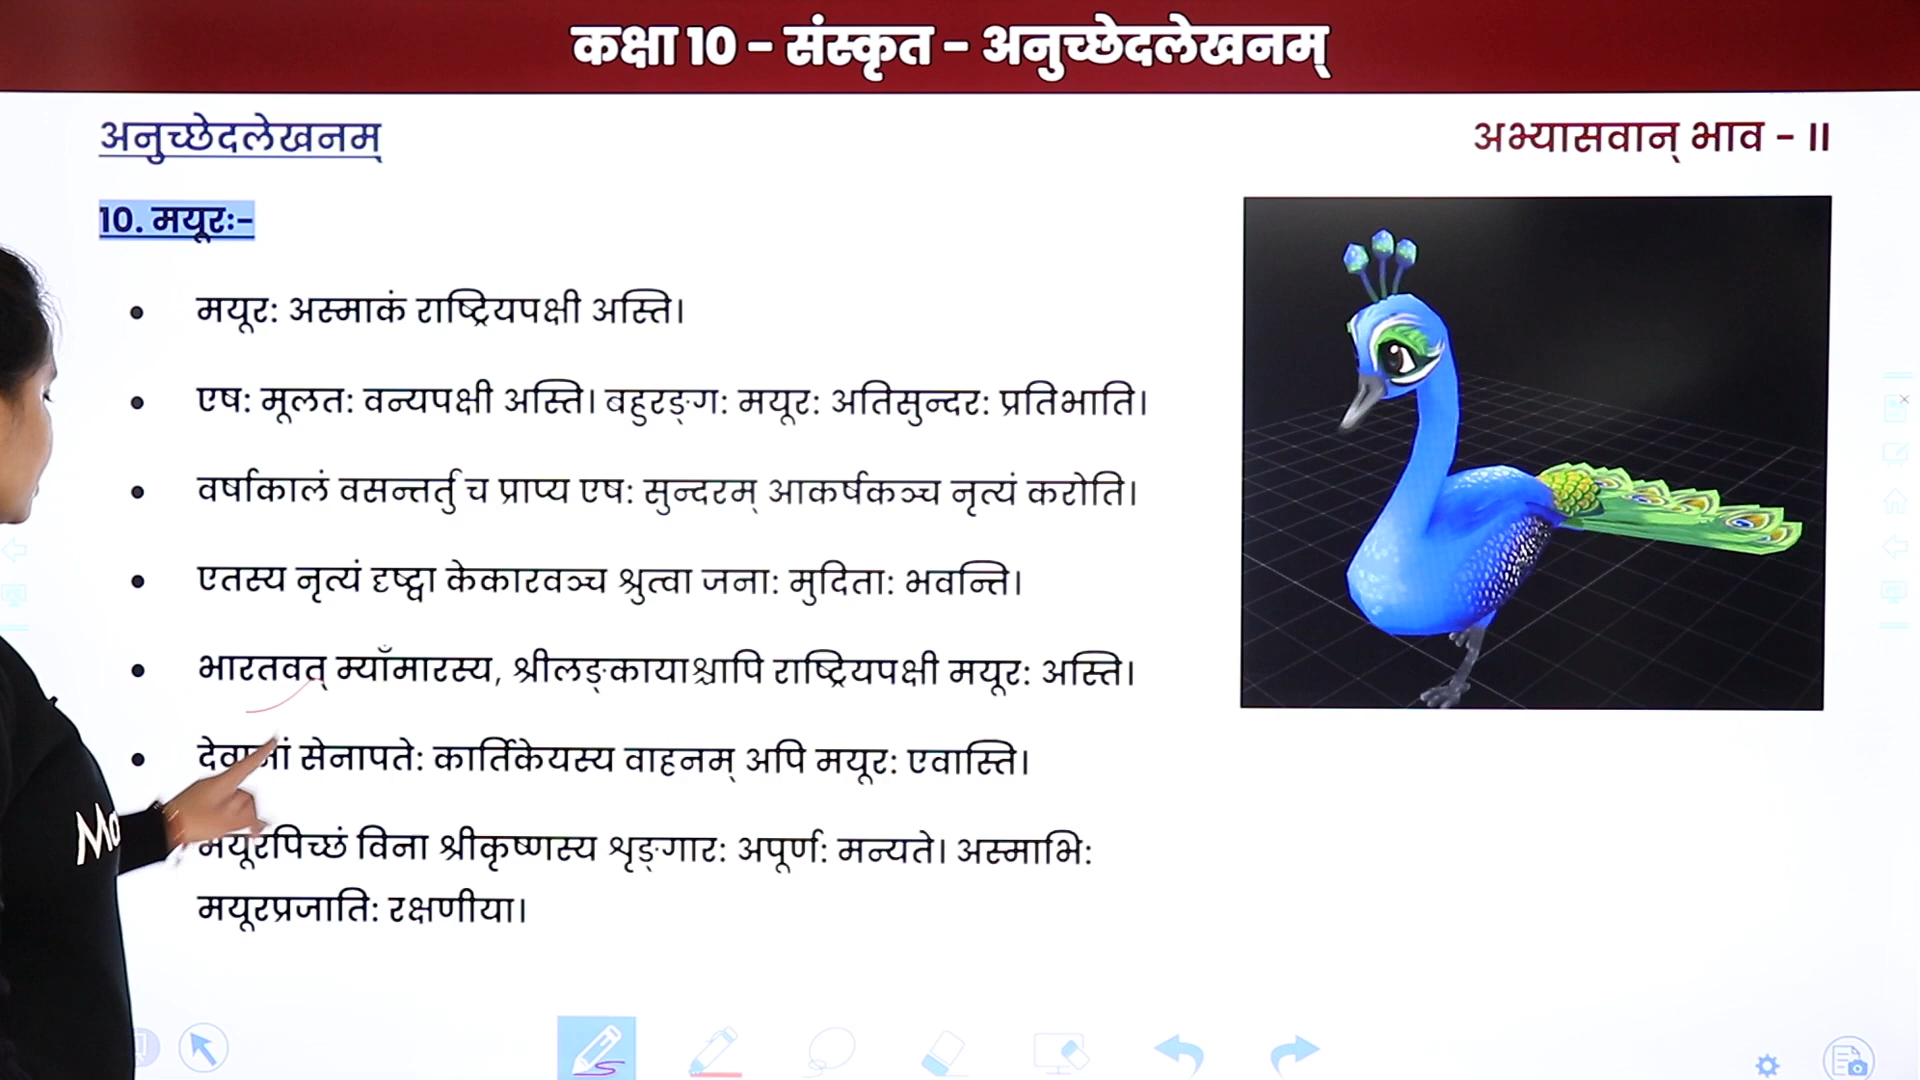 कक्षा 10 - संस्कृत - अनुच्छेदलेखनम्
अनुच्छेदलेखनम्
अभ्यासवान् भाव - II
10. मयूरः-
• मयूरः अस्माकं राष्ट्रियपक्षी अस्ति।
• एषः मूलतः वन्यपक्षी अस्ति। बहुरङ्गः मयूरः अतिसुन्दरः प्रतिभाति।
• वर्षाकालं वसन्तर्तु च प्राप्य एषः सुन्दरम् आकर्षकञ्च नृत्यं करोति।
• एतस्य नृत्यं दृष्ट्वा केकारवञ्च श्रुत्वा जनाः मुदिताः भवन्ति।
• भारतवत् म्याँमारस्य, श्रीलङ्कायाश्चापि राष्ट्रियपक्षी मयूरः अस्ति।
• देवानां सेनापतेः कार्तिकेयस्य वाहनम् अपि मयूरः एवास्ति।
मयूरपिच्छं विना श्रीकृष्णस्य शृङ्गारः अपूर्णः मन्यते। अस्माभिः
मयूरप्रजातिः रक्षणीया।